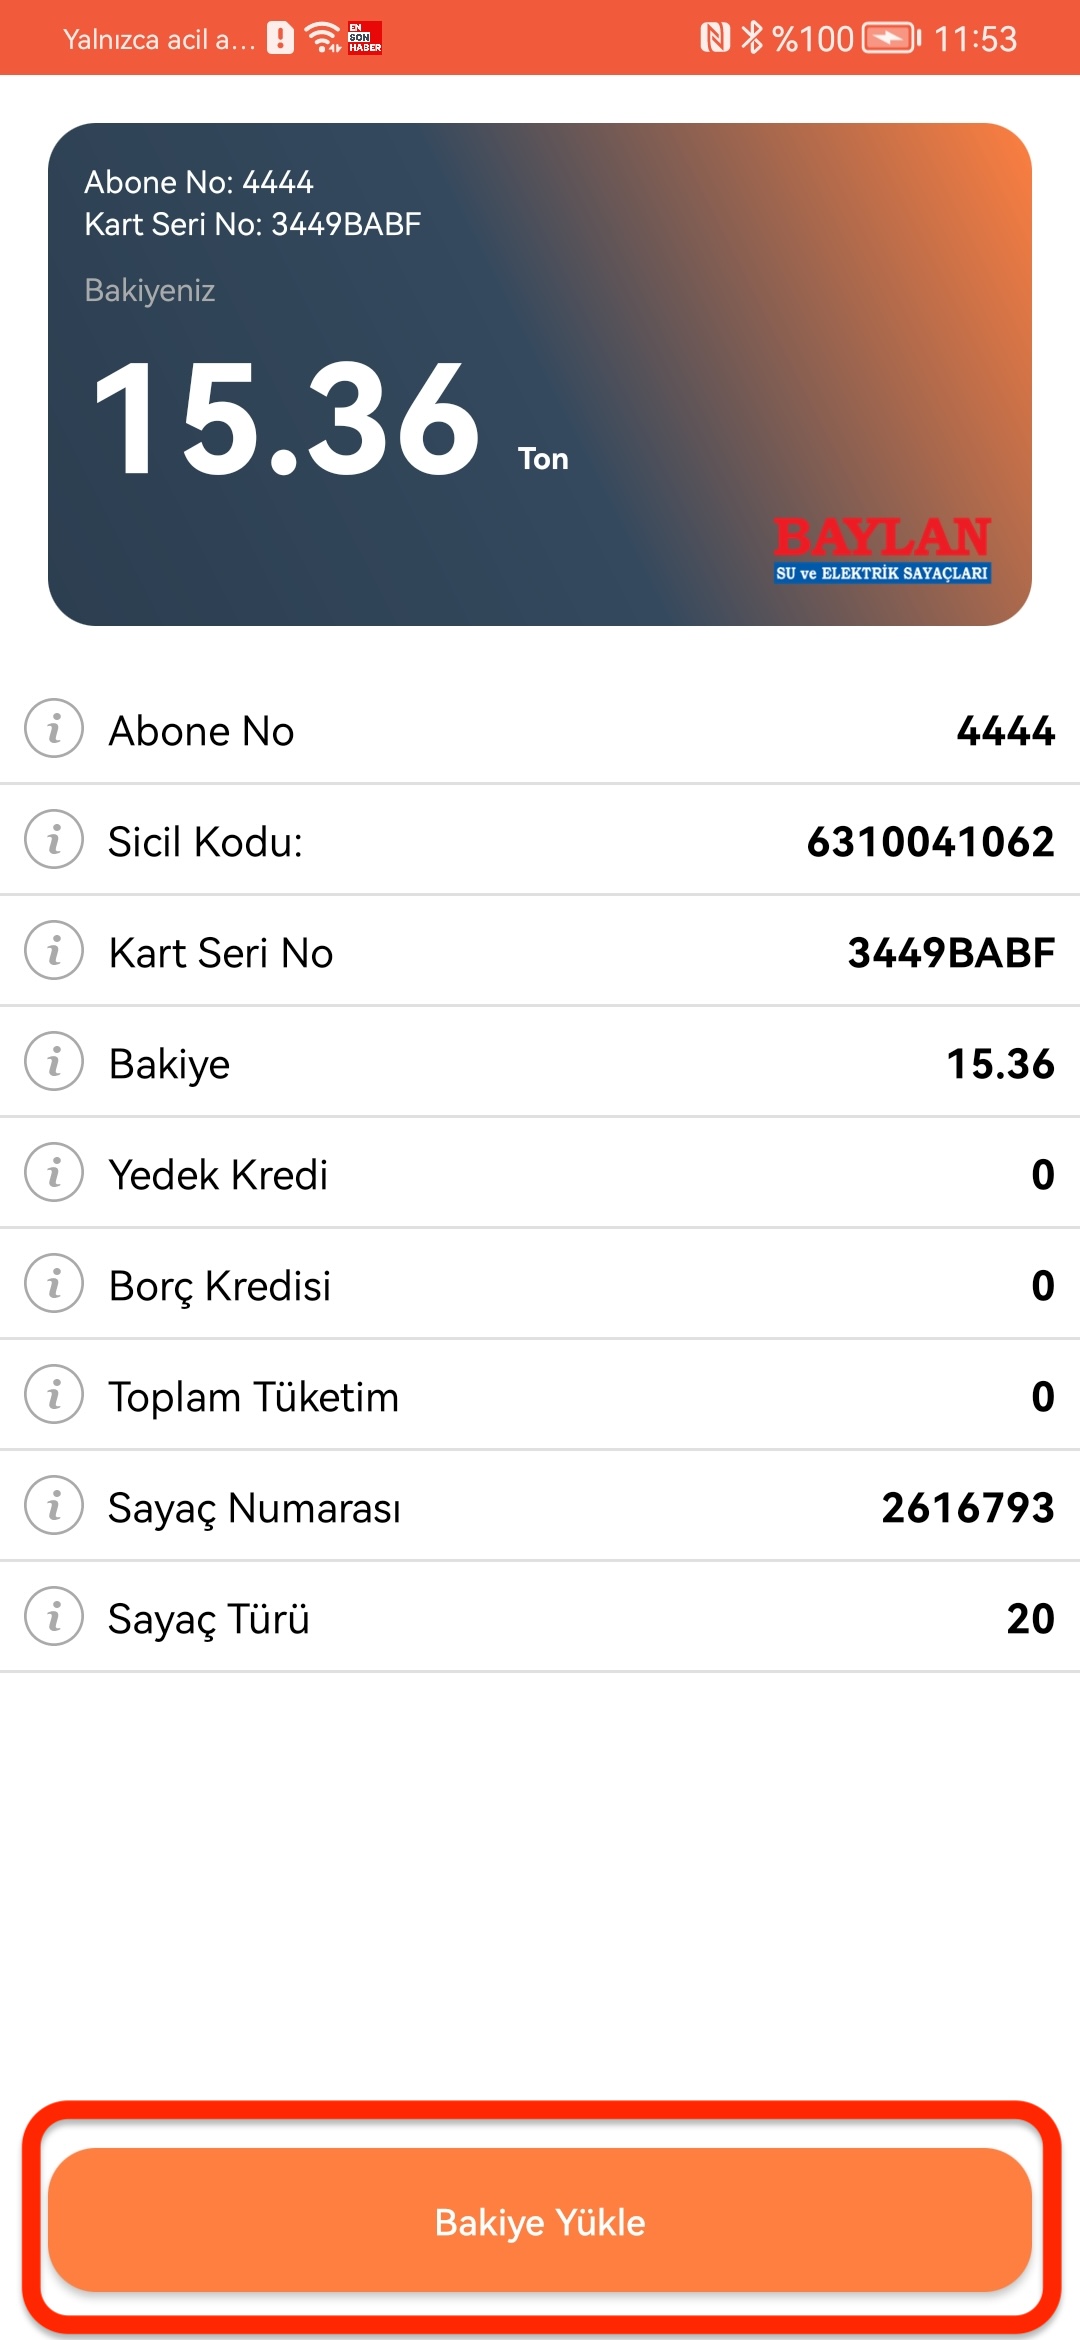 Yalnızca acil a...
EN
SON
HABER
%100
11:53
Abone No: 4444
Kart Seri No: 3449BABF
Bakiyeniz
15.36 Ton
BAYLAN
SU ve ELEKTRİK SAYAÇLARI
Abone No 4444
Sicil Kodu: 6310041062
Kart Seri No 3449BABF
Bakiye 15.36
Yedek Kredi 0
Borç Kredisi 0
Toplam Tüketim 0
Sayaç Numarası 2616793
Sayaç Türü 20
Bakiye Yükle